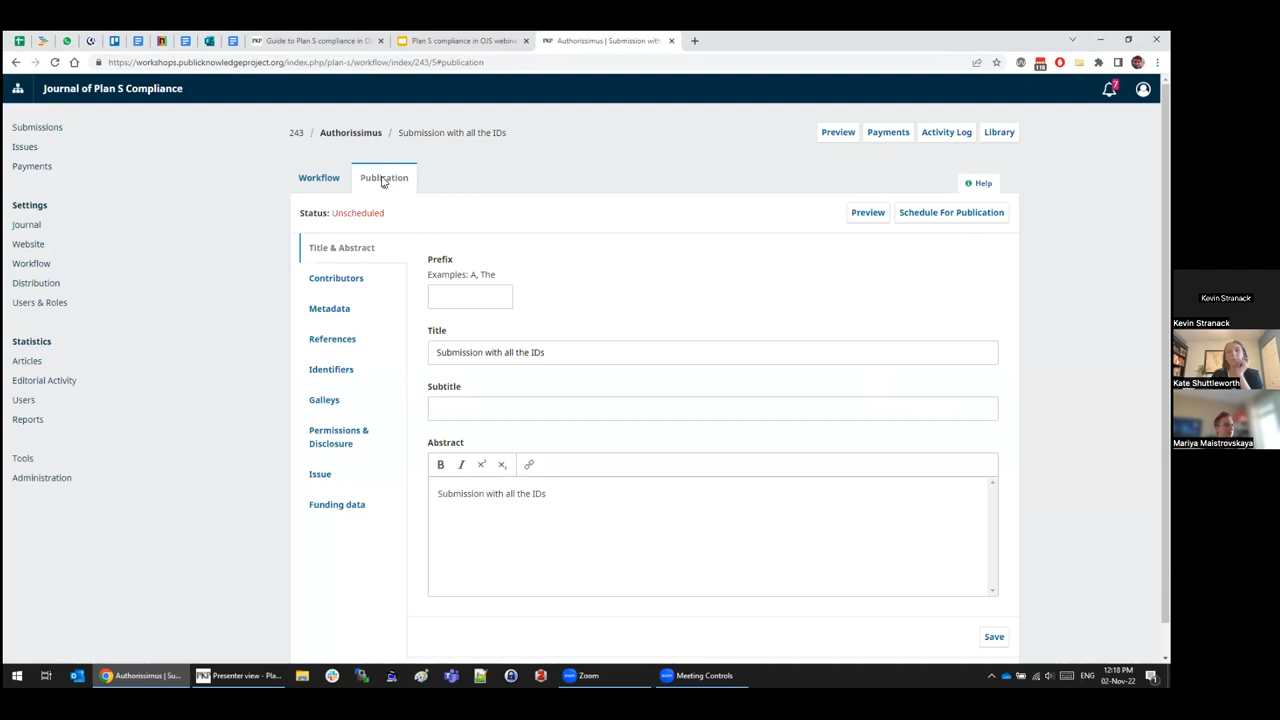 Guide to Plan S compliance in O
Plan S compliance in OJS webina
Authorissimus | Submission with
https://workshops.publicknowledgeproject.org/index.php/plan-s/workflow/index/243/5#publication
Journal of Plan S Compliance
7
243 / Authorissimus / Submission with all the IDs
Preview
Payments
Activity Log
Library
Submissions
Issues
Payments
Settings
Journal
Website
Workflow
Distribution
Users & Roles
Statistics
Articles
Editorial Activity
Users
Reports
Tools
Administration
Workflow
Publication
Help
Status: Unscheduled
Preview
Schedule For Publication
Title & Abstract
Contributors
Metadata
References
Identifiers
Galleys
Permissions &
Disclosure
Issue
Funding data
Prefix
Examples: A, The
Title
Submission with all the IDs
Subtitle
Abstract
B I x² x₂
Submission with all the IDs
Save
Kevin Stranack
Kevin Stranack
Kate Shuttleworth
Mariya Maistrovskaya
Authorissimus | Su...
PKP
Presenter view - Pla...
Zoom
Meeting Controls
ENG
12:18 PM
02-Nov-22